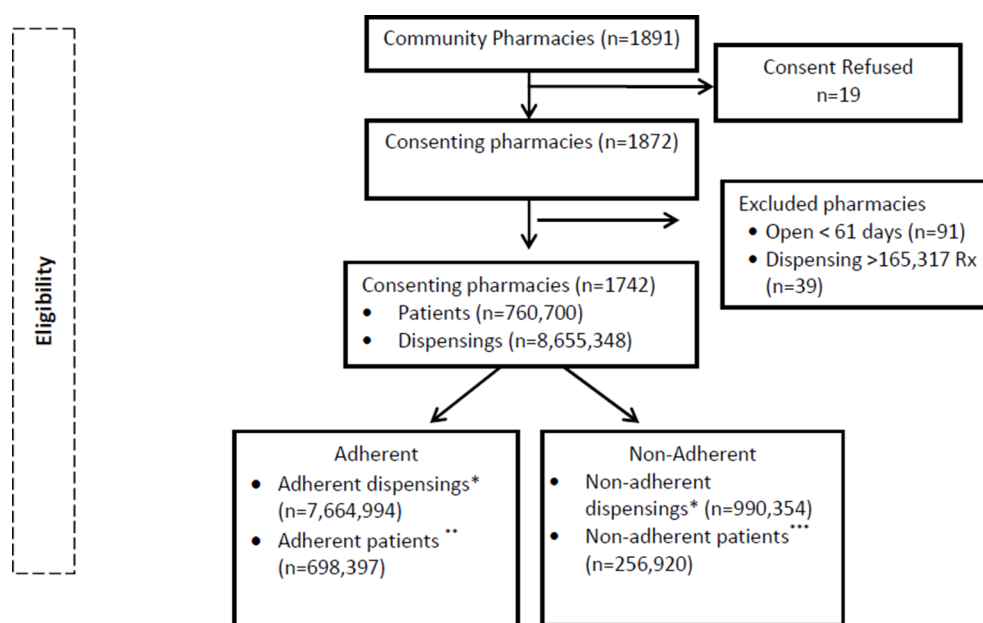 Community Pharmacies (n=1891)
Consent Refused
n=19
Consenting pharmacies (n=1872)
Excluded pharmacies
• Open < 61 days (n=91)
• Dispensing >165,317 Rx
(n=39)
Consenting pharmacies (n=1742)
• Patients (n=760,700)
• Dispensings (n=8,655,348)
Eligibility
Adherent
• Adherent dispensings*
(n=7,664,994)
• Adherent patients **
(n=698,397)
Non-Adherent
• Non-adherent
dispensings* (n=990,354)
• Non-adherent patients***
(n=256,920)